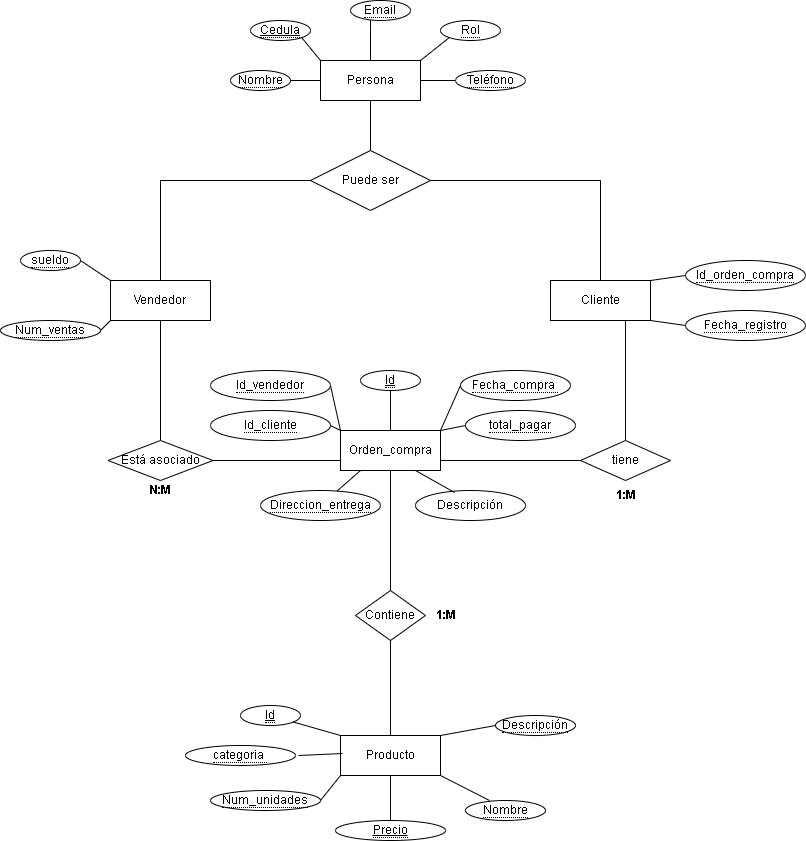 Email
Cedula
Rol
Nombre
Persona
Teléfono
Puede ser
sueldo
Id_orden_compra
Vendedor
Cliente
Num_ventas
Fecha_registro
Id_vendedor
Id
Fecha_compra
Id_cliente
total_pagar
Orden_compra
Está asociado
tiene
N:M
1:M
Direccion_entrega
Descripción
Contiene
1:M
Id
Descripción
categoria
Producto
Num_unidades
Nombre
Precio